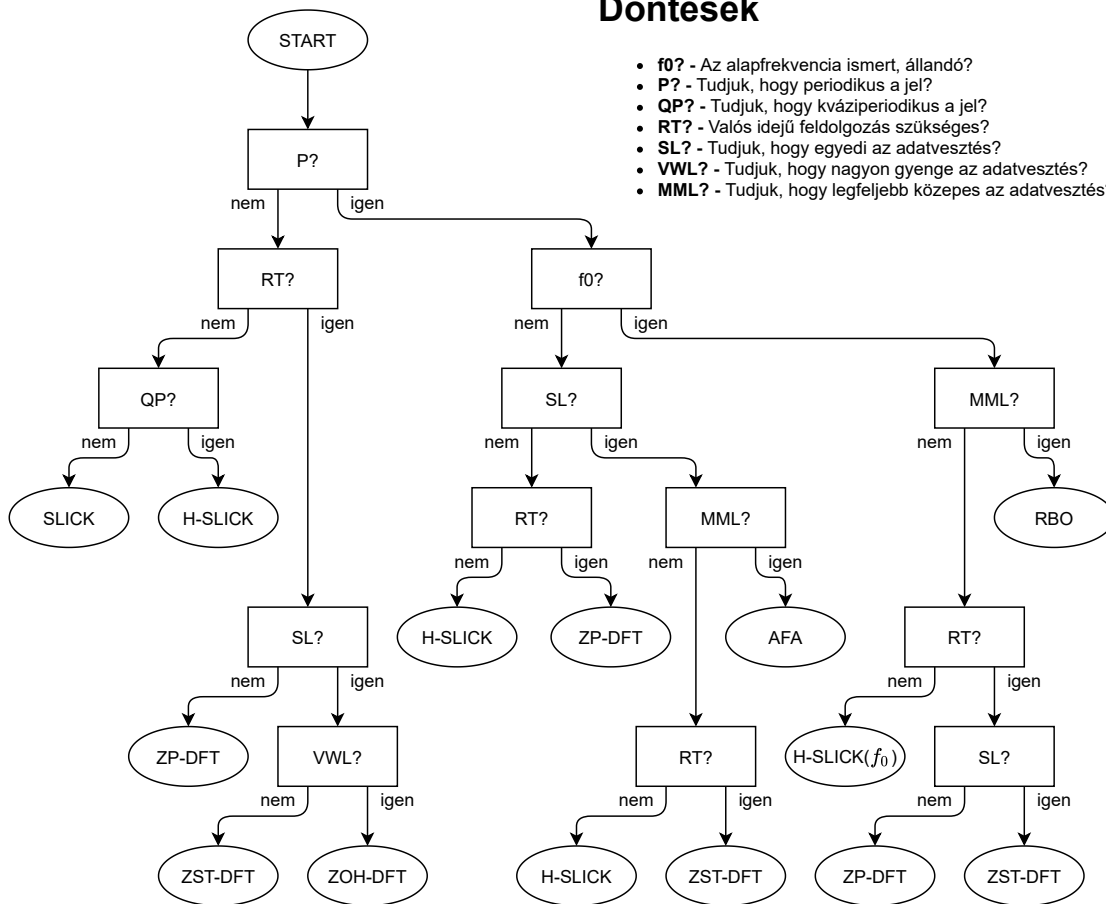 Döntések
START
f0? - Az alapfrekvencia ismert, állandó?
P? - Tudjuk, hogy periodikus a jel?
QP? - Tudjuk, hogy kváziperiodikus a jel?
RT? - Valós idejű feldolgozás szükséges?
SL? - Tudjuk, hogy egyedi az adatvesztés?
VWL? - Tudjuk, hogy nagyon gyenge az adatvesztés?
MML? - Tudjuk, hogy legfeljebb közepes az adatvesztés
P?
nem igen
RT? f0?
nem igen nem igen
QP? SL? MML?
nem igen nem igen nem igen
SLICK H-SLICK RT? MML? RBO
nem igen nem igen
SL? H-SLICK ZP-DFT AFA RT?
nem igen nem igen
ZP-DFT VWL? RT? H-SLICK(f₀) SL?
nem igen nem igen nem igen
ZST-DFT ZOH-DFT H-SLICK ZST-DFT ZP-DFT ZST-DFT